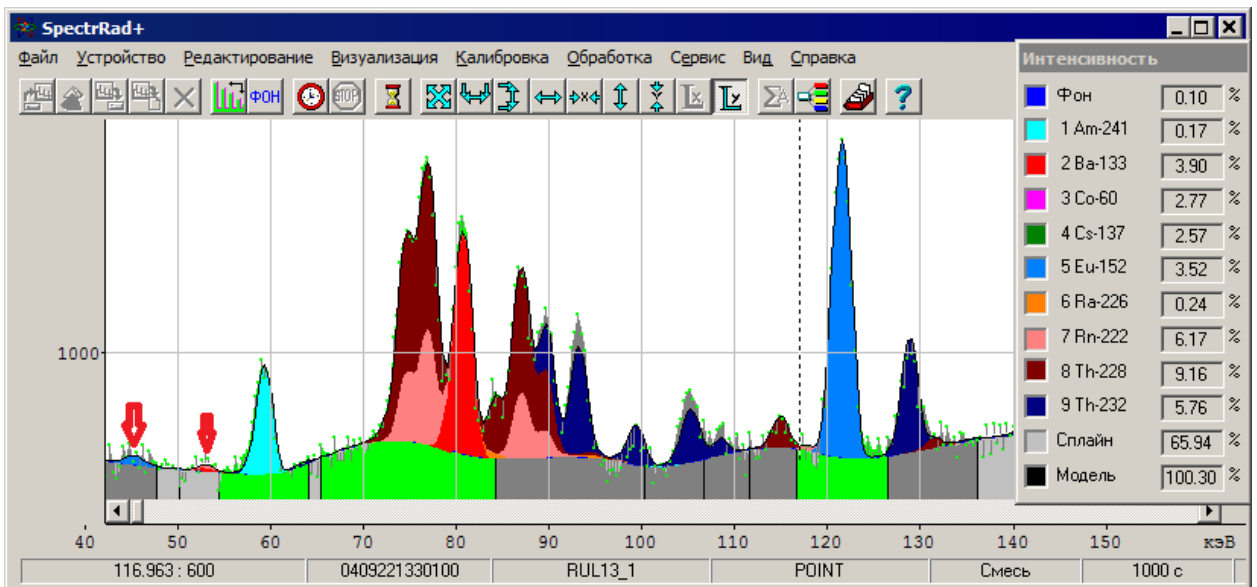 SpectrRad+
Файл Устройство Редактирование Визуализация Калибровка Обработка Сервис Вид Справка
ФОН STOP
Интенсивность
Фон 0.10 %
1 Am-241 0.17 %
2 Ba-133 3.90 %
3 Co-60 2.77 %
4 Cs-137 2.57 %
5 Eu-152 3.52 %
6 Ra-226 0.24 %
7 Rn-222 6.17 %
8 Th-228 9.16 %
9 Th-232 5.76 %
Сплайн 65.94 %
Модель 100.30 %
1000
40 50 60 70 80 90 100 110 120 130 140 150 кэВ
116.963 : 600 0409221330100 RUL13_1 POINT Смесь 1000 с